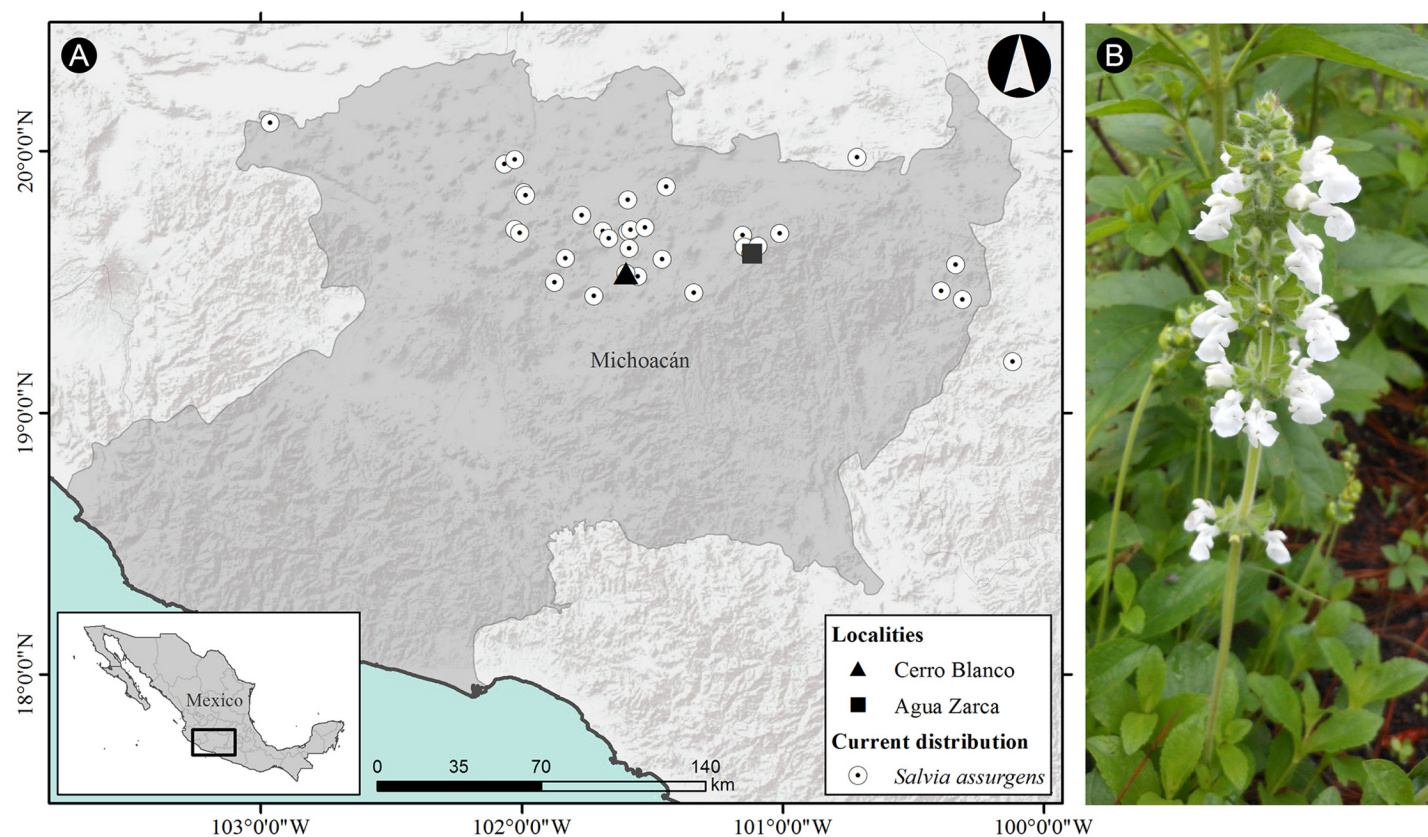 A
B
20°0'0"N
19°0'0"N
18°0'0"N
Michoacán
Mexico
Localities
Cerro Blanco
Agua Zarca
Current distribution
Salvia assurgens
0 35 70 140
km
103°0'0"W 102°0'0"W 101°0'0"W 100°0'0"W